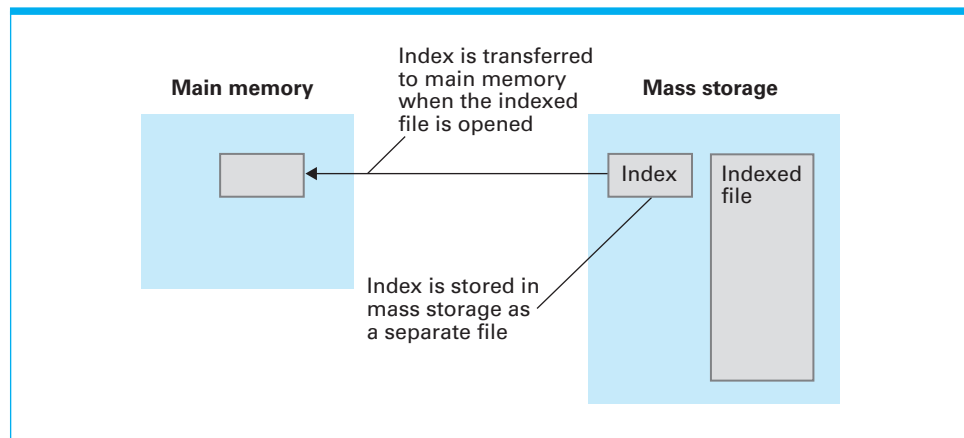 Main memory
Index is transferred
to main memory
when the indexed
file is opened
Mass storage
Index
Indexed
file
Index is stored in
mass storage as
a separate file